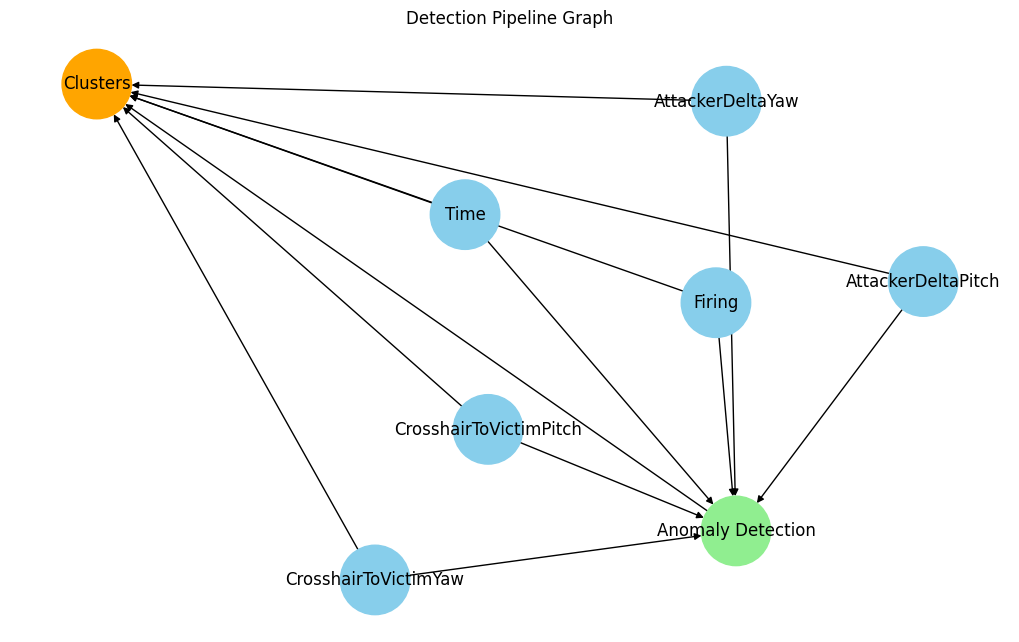 Detection Pipeline Graph
Clusters
AttackerDeltaYaw
Time
AttackerDeltaPitch
Firing
CrosshairToVictimPitch
Anomaly Detection
CrosshairToVictimYaw